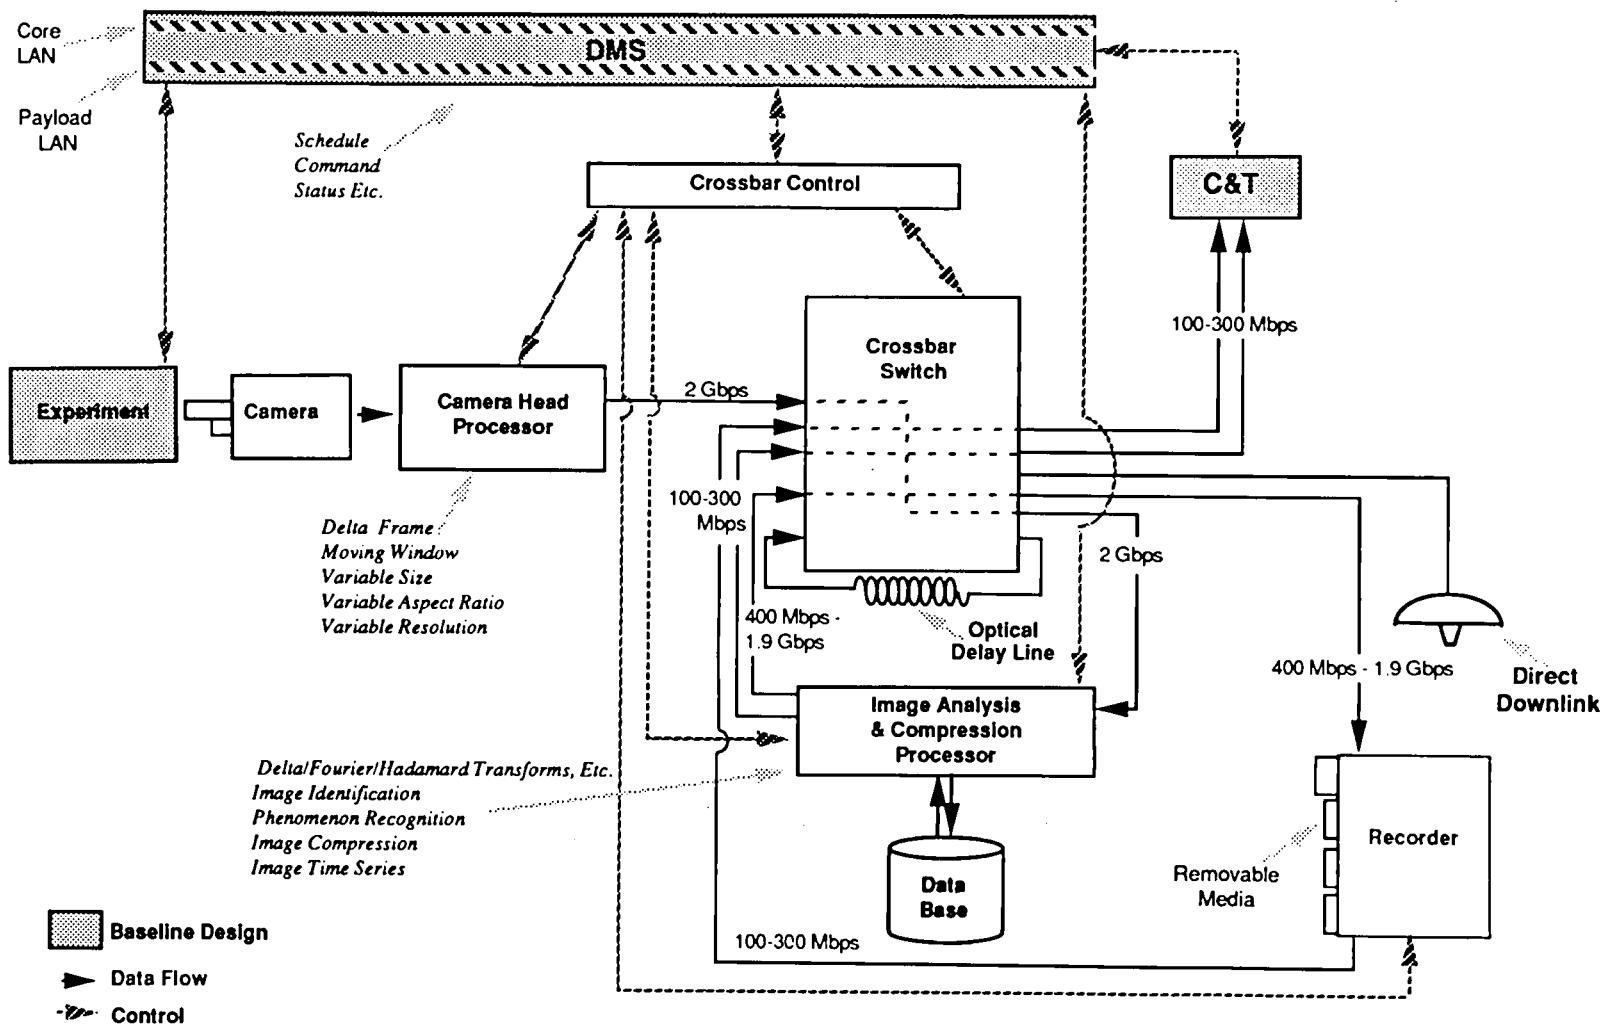 Core
LAN
DMS
Payload
LAN
Schedule
Command
Status Etc.
Crossbar Control
C&T
100-300 Mbps
Crossbar
Switch
Experiment
Camera
Camera Head
Processor
2 Gbps
100-300
Mbps
Delta Frame
Moving Window
Variable Size
Variable Aspect Ratio
Variable Resolution
2 Gbps
400 Mbps -
1.9 Gbps
Optical
Delay Line
400 Mbps - 1.9 Gbps
Direct
Downlink
Image Analysis
& Compression
Processor
Delta/Fourier/Hadamard Transforms, Etc.
Image Identification
Phenomenon Recognition
Image Compression
Image Time Series
Data
Base
Recorder
Removable
Media
100-300 Mbps
Baseline Design
Data Flow
Control